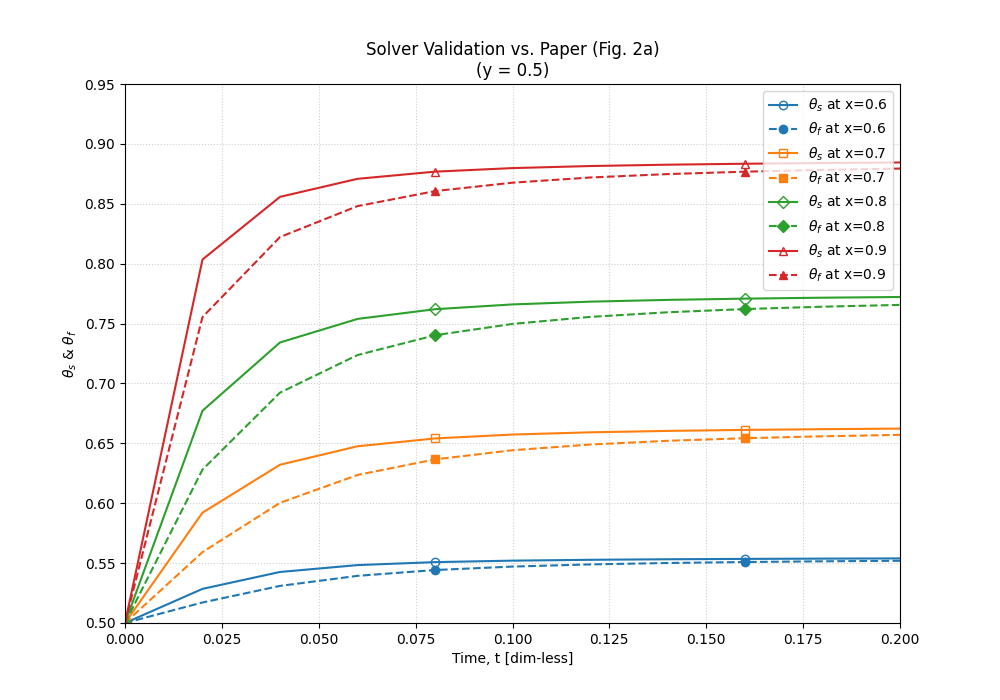 Solver Validation vs. Paper (Fig. 2a)
(y = 0.5)
0.95
0.90
0.85
0.80
0.75
0.70
0.65
0.60
0.55
0.50
θs & θf
θs at x=0.6
θf at x=0.6
θs at x=0.7
θf at x=0.7
θs at x=0.8
θf at x=0.8
θs at x=0.9
θf at x=0.9
0.000 0.025 0.050 0.075 0.100 0.125 0.150 0.175 0.200
Time, t [dim-less]